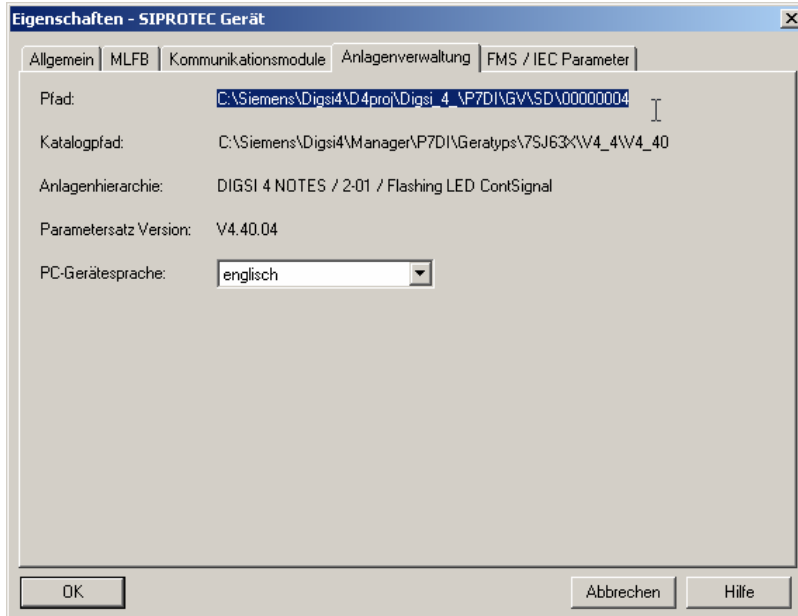 Eigenschaften - SIPROTEC Gerät
Allgemein MLFB Kommunikationsmodule Anlagenverwaltung FMS / IEC Parameter
Pfad: C:\Siemens\Digsi4\D4proj\Digsi_4_\P7DI\GV\SD\00000004
Katalogpfad: C:\Siemens\Digsi4\Manager\P7DI\Geratyps\7SJ63X\V4_4\V4_40
Anlagenhierarchie: DIGSI 4 NOTES / 2-01 / Flashing LED ContSignal
Parametersatz Version: V4.40.04
PC-Gerätesprache: englisch
OK Abbrechen Hilfe